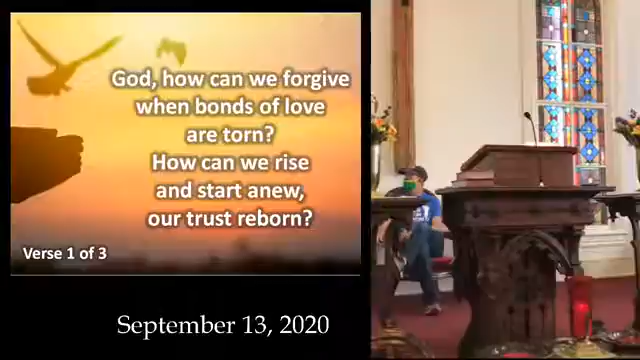 God, how can we forgive
when bonds of love
are torn?
How can we rise
and start anew,
our trust reborn?
Verse 1 of 3
September 13, 2020